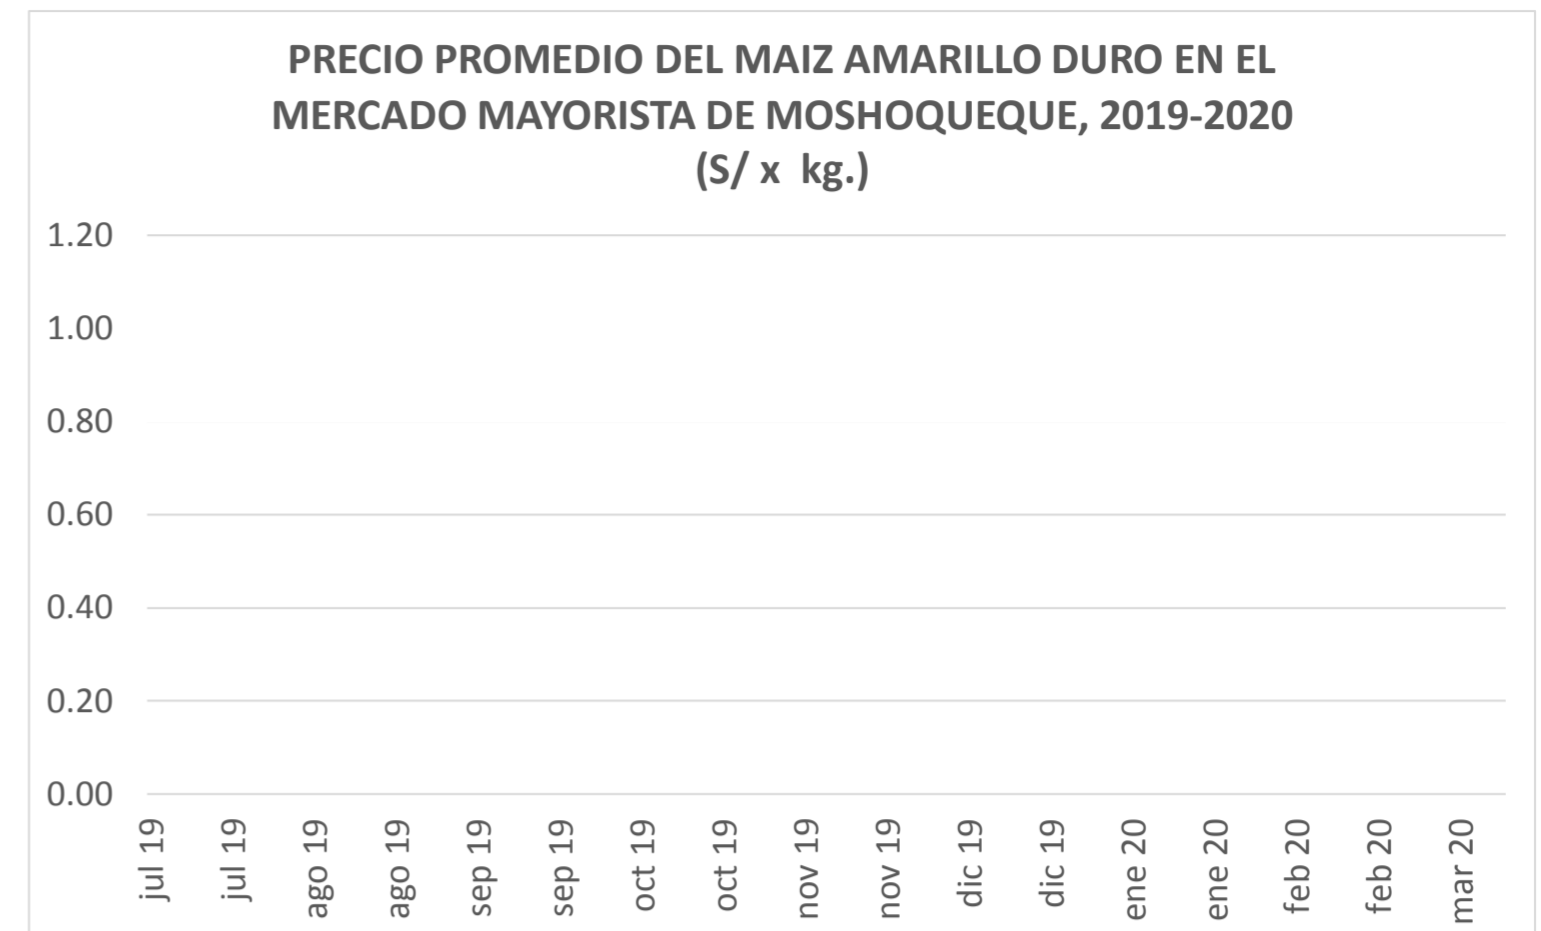 PRECIO PROMEDIO DEL MAIZ AMARILLO DURO EN EL
MERCADO MAYORISTA DE MOSHOQUEQUE, 2019-2020
(S/ x  kg.)
1.20
1.00
0.80
0.60
0.40
0.20
0.00
jul 19
jul 19
ago 19
ago 19
sep 19
sep 19
oct 19
oct 19
nov 19
nov 19
dic 19
dic 19
ene 20
ene 20
feb 20
feb 20
mar 20